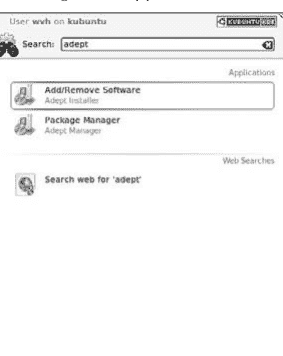 User wvh on kubuntu
KUBUNTU
Search: adept
Applications
Add/Remove Software
Adept Installer
Package Manager
Adept Manager
Web Searches
Search web for 'adept'